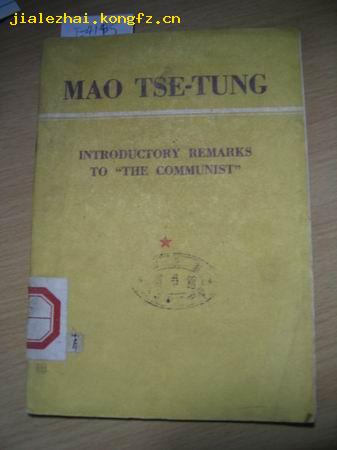 jialezhai.kongfz.cn
MAO TSE-TUNG
INTRODUCTORY REMARKS
TO "THE COMMUNIST"